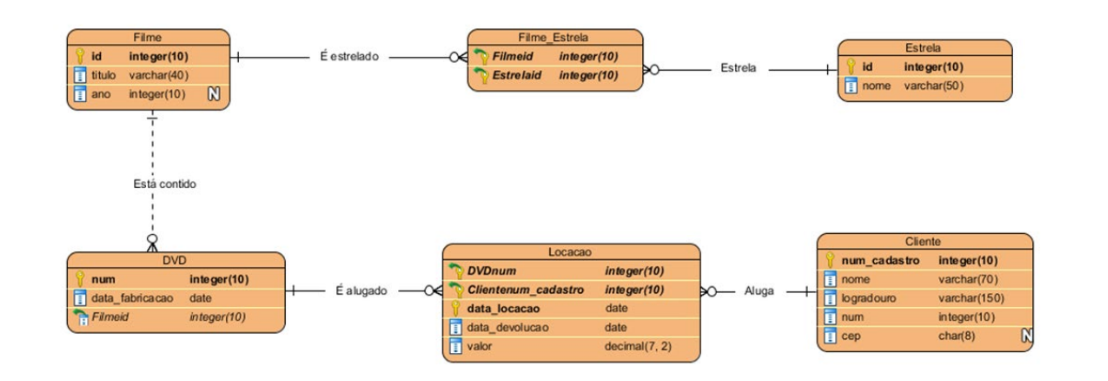 Filme
id integer(10)
titulo varchar(40)
ano integer(10) N
É estrelado
Filme_Estrela
Filmeid integer(10)
Estrelaid integer(10)
Estrela
Estrela
id integer(10)
nome varchar(50)
Está contido
DVD
num integer(10)
data_fabricacao date
Filmeid integer(10)
É alugado
Locacao
DVDnum integer(10)
Clientenum_cadastro integer(10)
data_locacao date
data_devolucao date
valor decimal(7, 2)
Aluga
Cliente
num_cadastro integer(10)
nome varchar(70)
logradouro varchar(150)
num integer(10)
cep char(8) N